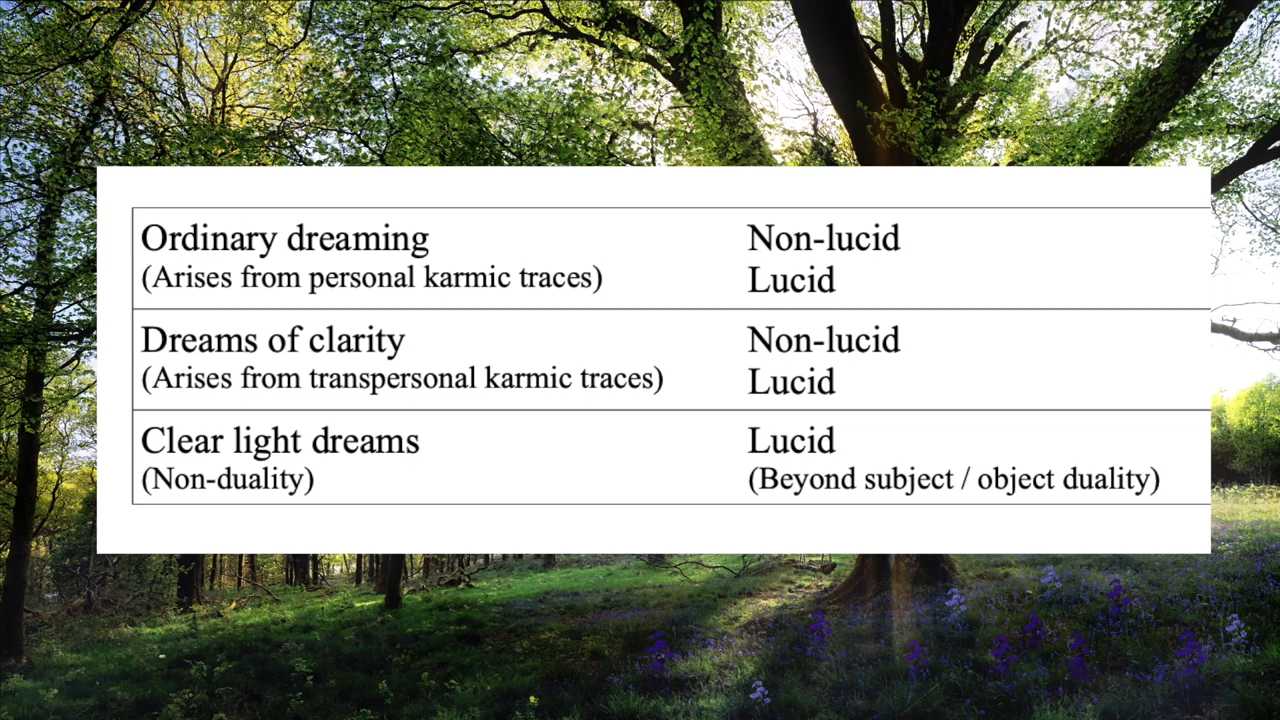 Ordinary dreaming
(Arises from personal karmic traces)
Non-lucid
Lucid
Dreams of clarity
(Arises from transpersonal karmic traces)
Non-lucid
Lucid
Clear light dreams
(Non-duality)
Lucid
(Beyond subject / object duality)